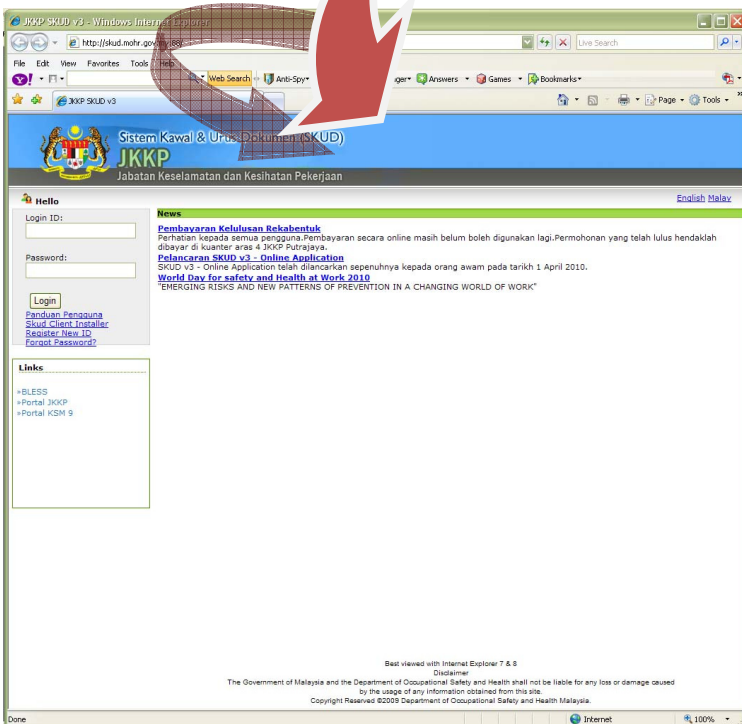 JKKP SKUD v3 - Windows Internet Explorer
http://skud.mohr.gov.my:88/
Live Search
File Edit View Favorites Tools Help
Web Search
Anti-Spy
Answers
Games
Bookmarks
JKKP SKUD v3
Page
Tools
Sistem Kawal & Urus Dokumen (SKUD)
JKKP
Jabatan Keselamatan dan Kesihatan Pekerjaan
Hello
English Malay
Login ID:
Password:
Login
Panduan Pengguna
Skud Client Installer
Register New ID
Forgot Password?
Links
»BLESS
»Portal JKKP
»Portal KSM 9
News
Pembayaran Kelulusan Rekabentuk
Perhatian kepada semua pengguna.Pembayaran secara online masih belum boleh digunakan lagi.Permohonan yang telah lulus hendaklah
dibayar di kuanter aras 4 JKKP Putrajaya.
Pelancaran SKUD v3 - Online Application
SKUD v3 - Online Application telah dilancarkan sepenuhnya kepada orang awam pada tarikh 1 April 2010.
World Day for safety and Health at Work 2010
"EMERGING RISKS AND NEW PATTERNS OF PREVENTION IN A CHANGING WORLD OF WORK"
Best viewed with Internet Explorer 7 & 8
Disclaimer
The Government of Malaysia and the Department of Occupational Safety and Health shall not be liable for any loss or damage caused
by the usage of any information obtained from this site.
Copyright Reserved ©2009 Department of Occupational Safety and Health Malaysia.
Done
Internet
100%